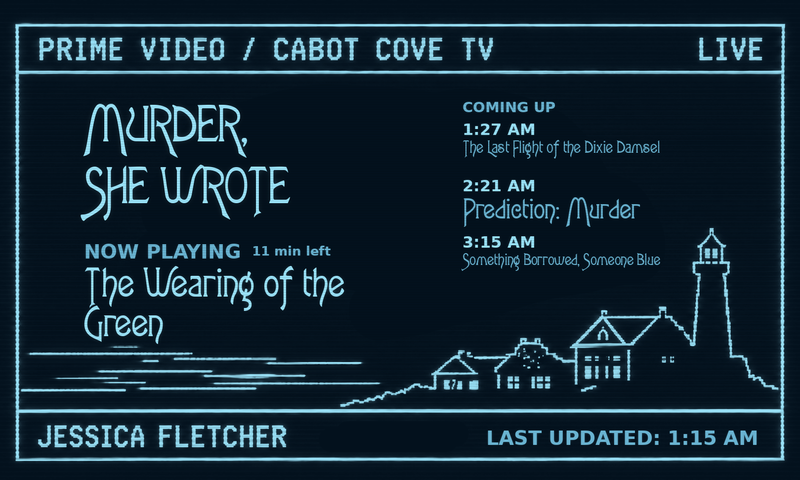 PRIME VIDEO / CABOT COVE TV
LIVE
MURDER,
SHE WROTE
NOW PLAYING 11 min left
The Wearing of the
Green
COMING UP
1:27 AM
The Last Flight of the Dixie Damsel
2:21 AM
Prediction: Murder
3:15 AM
Something Borrowed, Someone Blue
JESSICA FLETCHER
LAST UPDATED: 1:15 AM